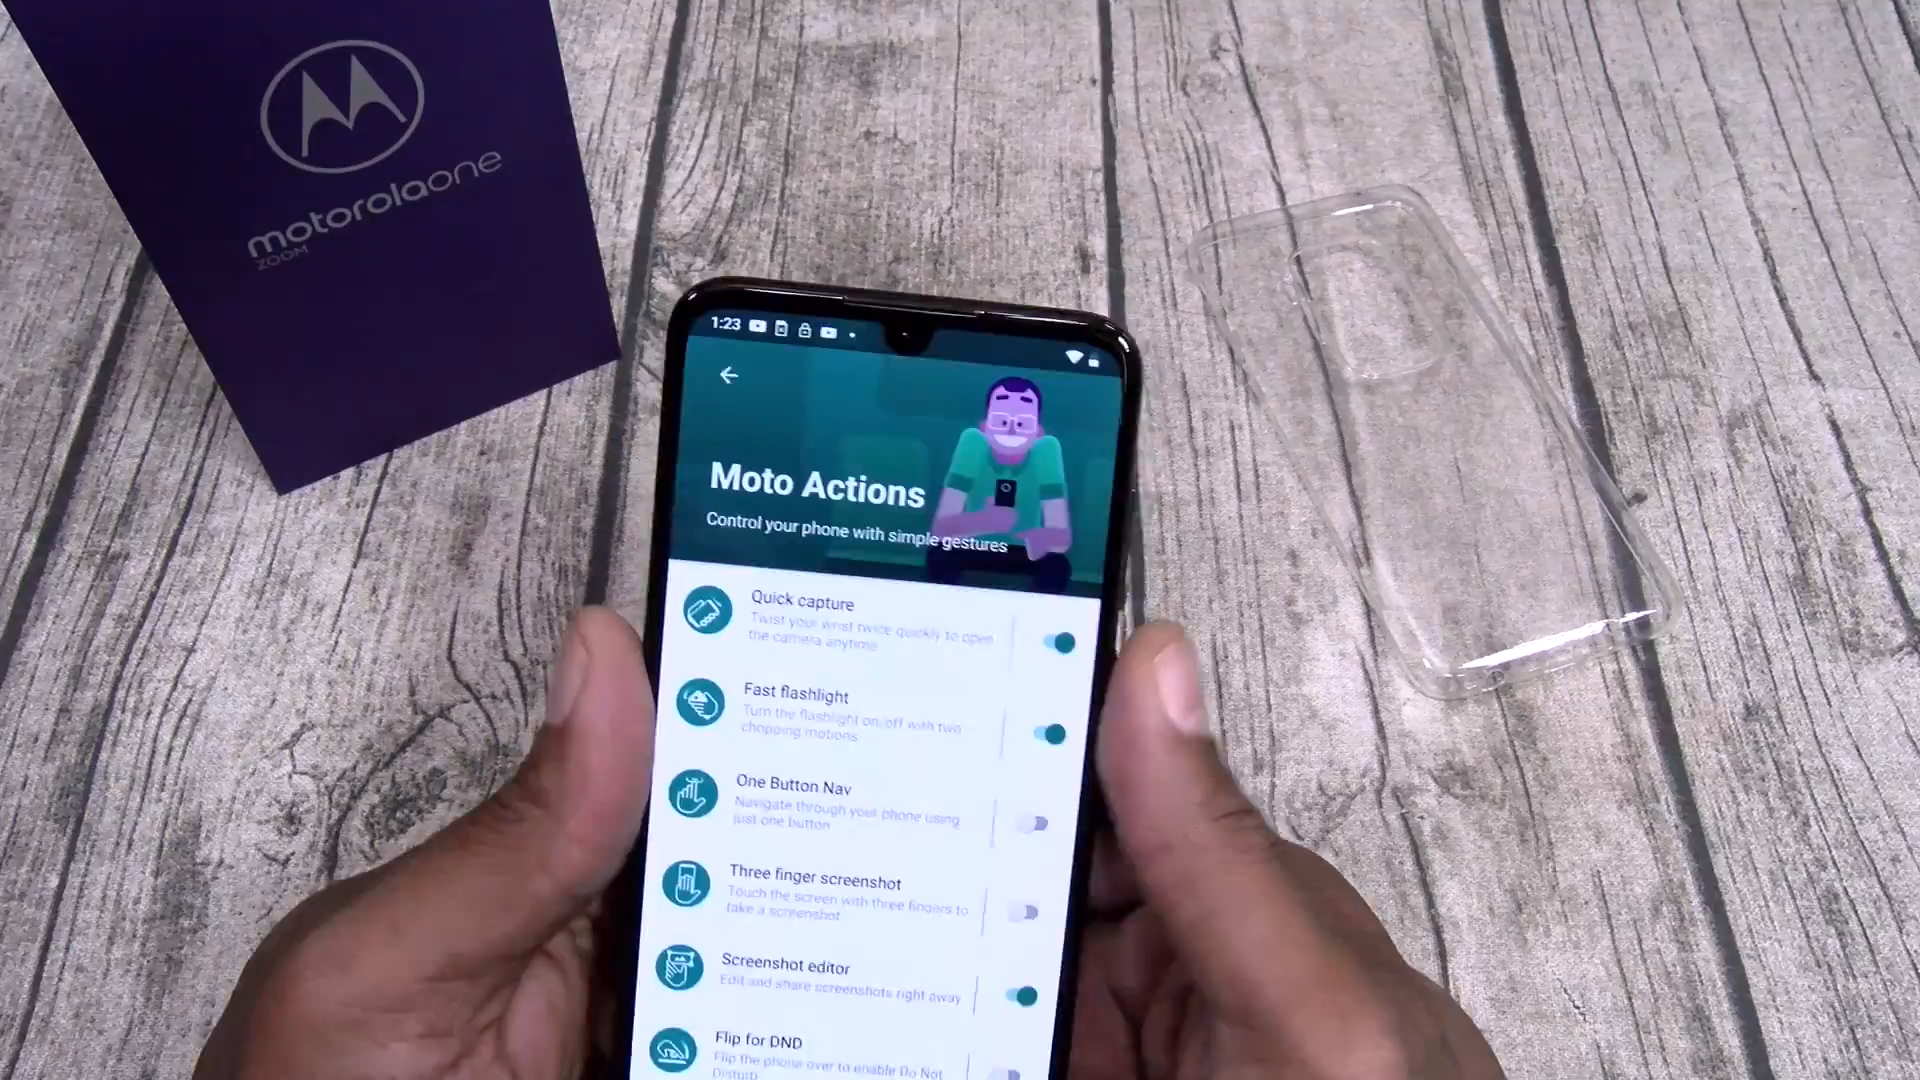 motorolaone
ZOOM
1:23
Moto Actions
Control your phone with simple gestures
Quick capture
Twist your wrist twice quickly to open
the camera anytime
Fast flashlight
Turn the flashlight on/off with two
chopping motions
One Button Nav
Navigate through your phone using
just one button
Three finger screenshot
Touch the screen with three fingers to
take a screenshot
Screenshot editor
Edit and share screenshots right away
Flip for DND
Flip the phone over to enable Do Not
Disturb